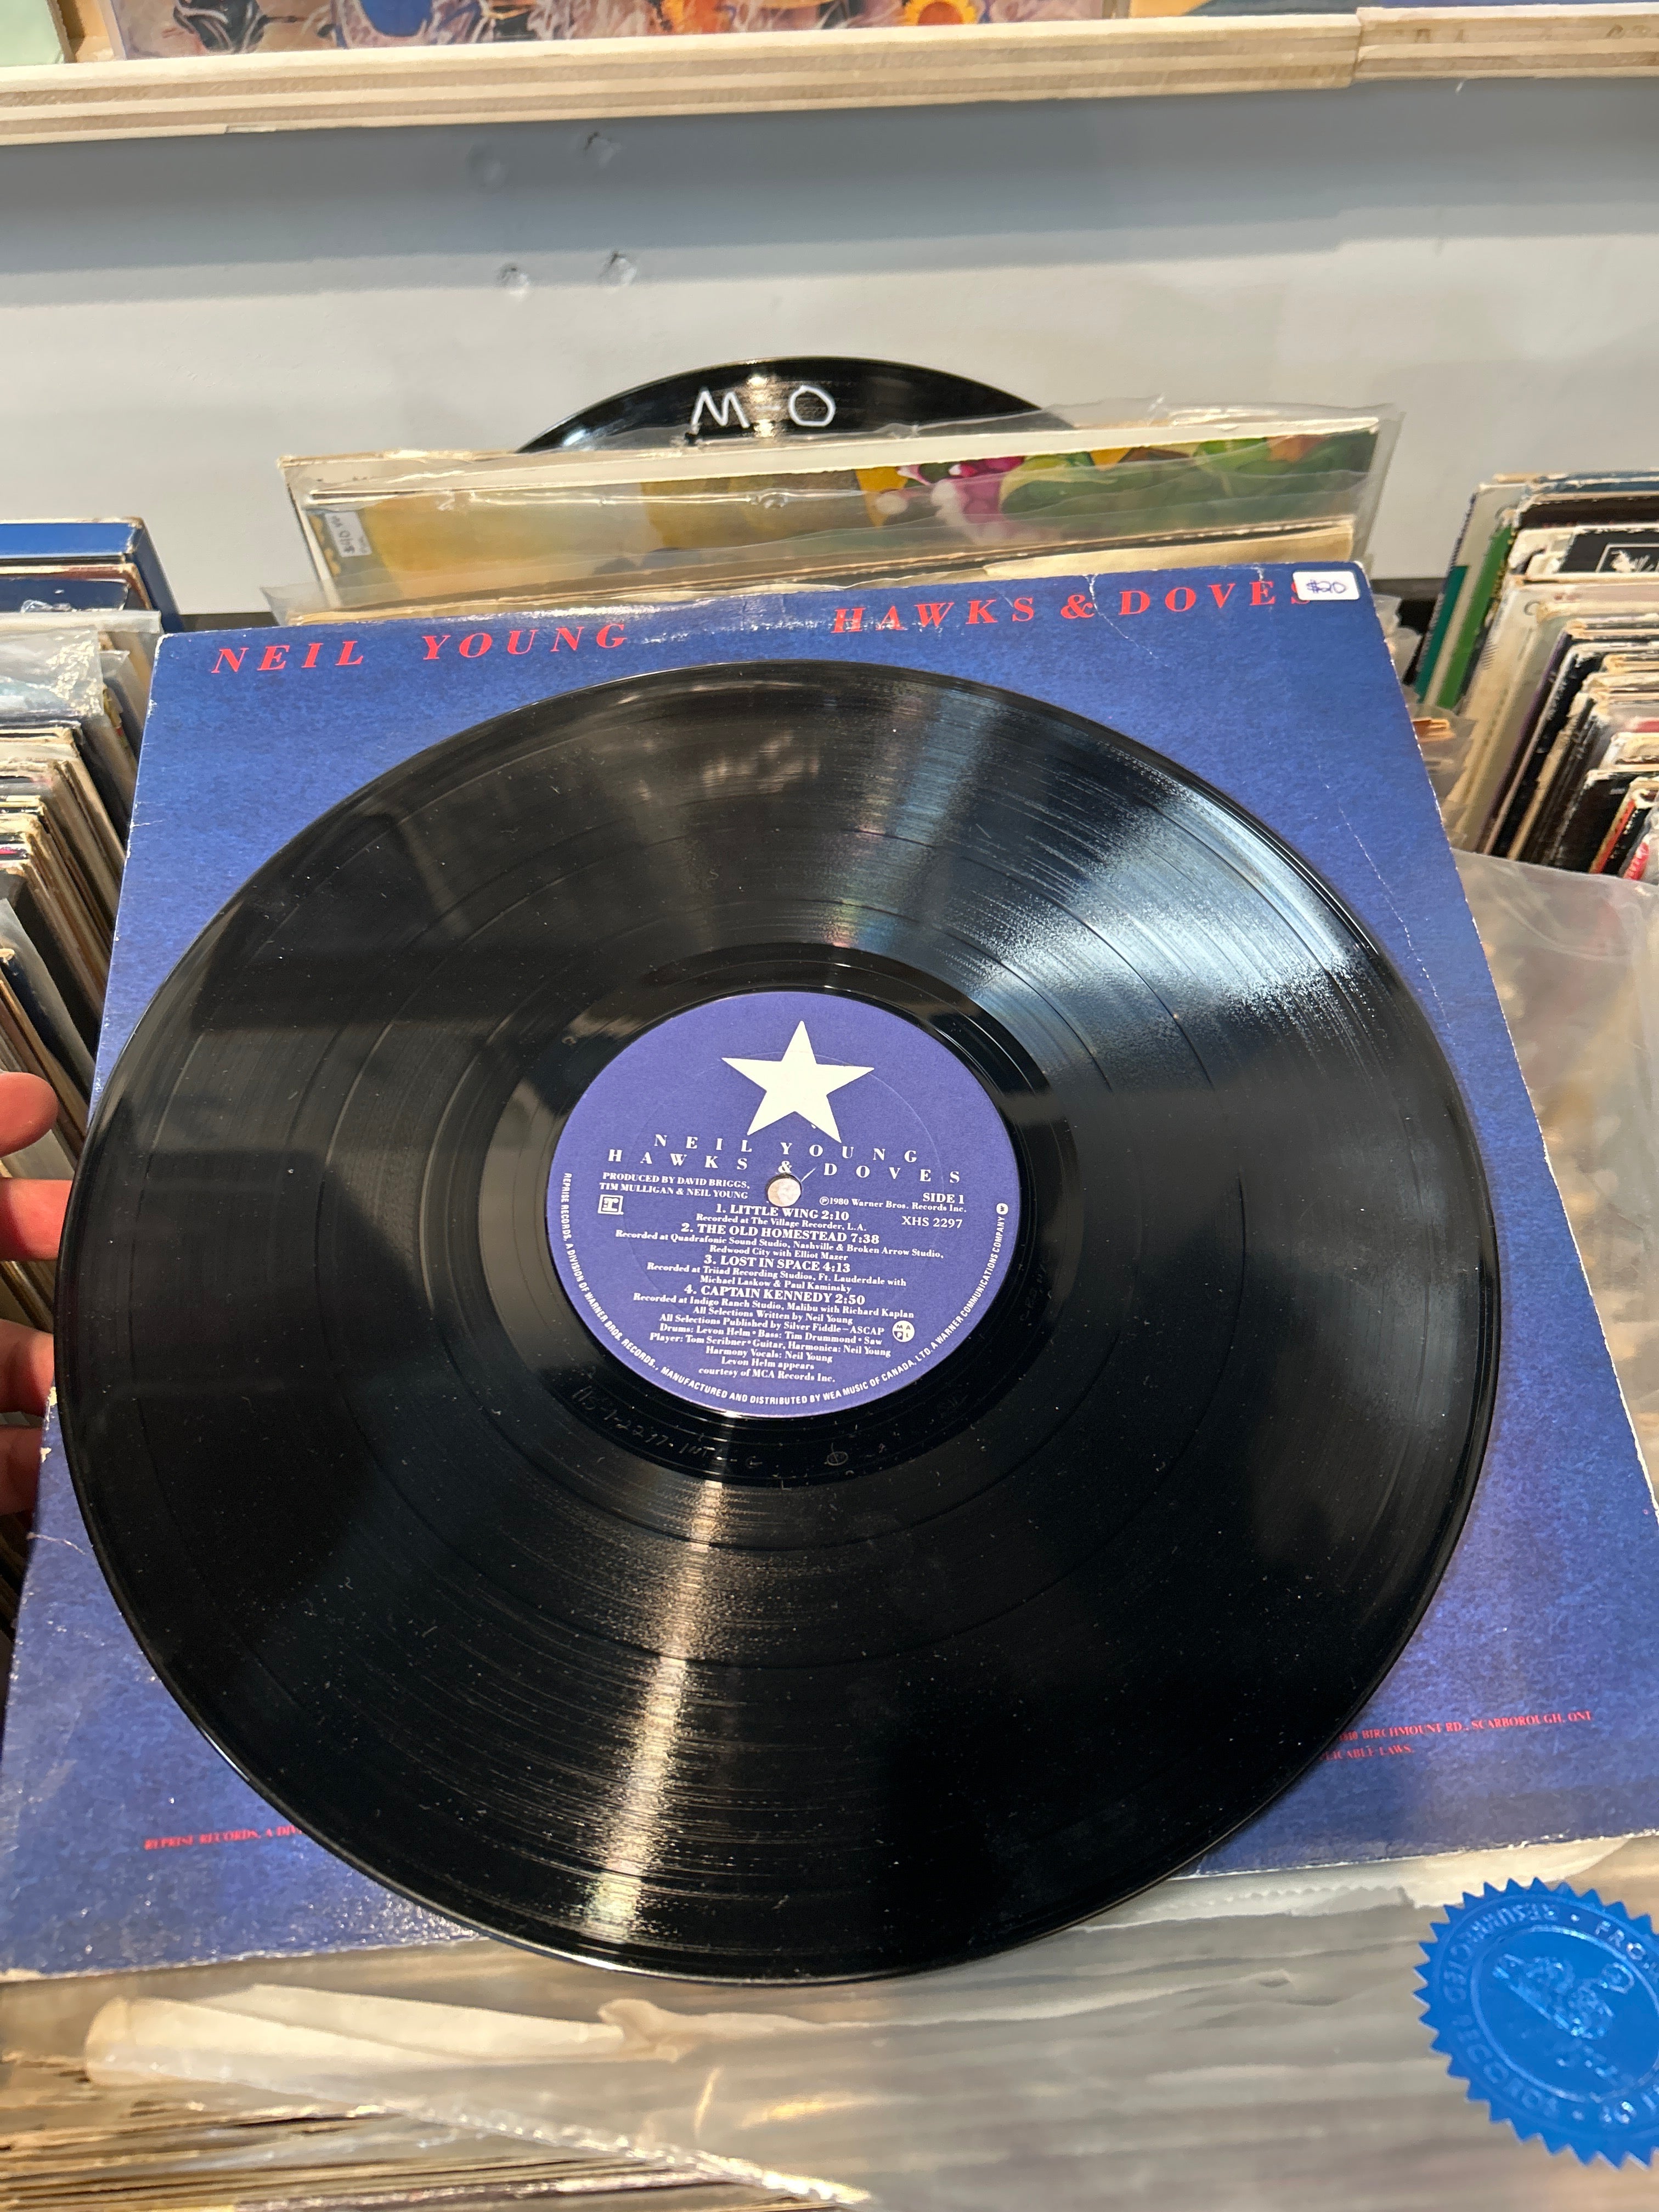 M-O
$10
NEIL YOUNG HAWKS & DOVES
$20
NEIL YOUNG
HAWKS & DOVES
PRODUCED BY DAVID BRIGGS,
TIM MULLIGAN & NEIL YOUNG
SIDE 1
℗1980 Warner Bros. Records Inc.
XHS 2297
1. LITTLE WING 2:10
Recorded at The Village Recorder, L.A.
2. THE OLD HOMESTEAD 7:38
Recorded at Quadrafonic Sound Studio, Nashville & Broken Arrow Studio,
Redwood City with Elliot Mazer
3. LOST IN SPACE 4:13
Recorded at Triiad Recording Studios, Ft. Lauderdale with
Michael Laskow & Paul Kaminsky
4. CAPTAIN KENNEDY 2:50
Recorded at Indigo Ranch Studio, Malibu with Richard Kaplan
All Selections Written by Neil Young
All Selections Published by Silver Fiddle–ASCAP
Drums: Levon Helm • Bass: Tim Drummond • Saw
Player: Tom Scribner • Guitar, Harmonica: Neil Young
Harmony Vocals: Neil Young
Levon Helm appears
courtesy of MCA Records Inc.
MAPL
REPRISE RECORDS, A DIVISION OF WARNER BROS. RECORDS., MANUFACTURED AND DISTRIBUTED BY WEA MUSIC OF CANADA, LTD. A WARNER COMMUNICATIONS COMPANY
BIRCHMOUNT RD., SCARBOROUGH, ONT
LICABLE LAWS.
REPRISE RECORDS, A DIV
FROM